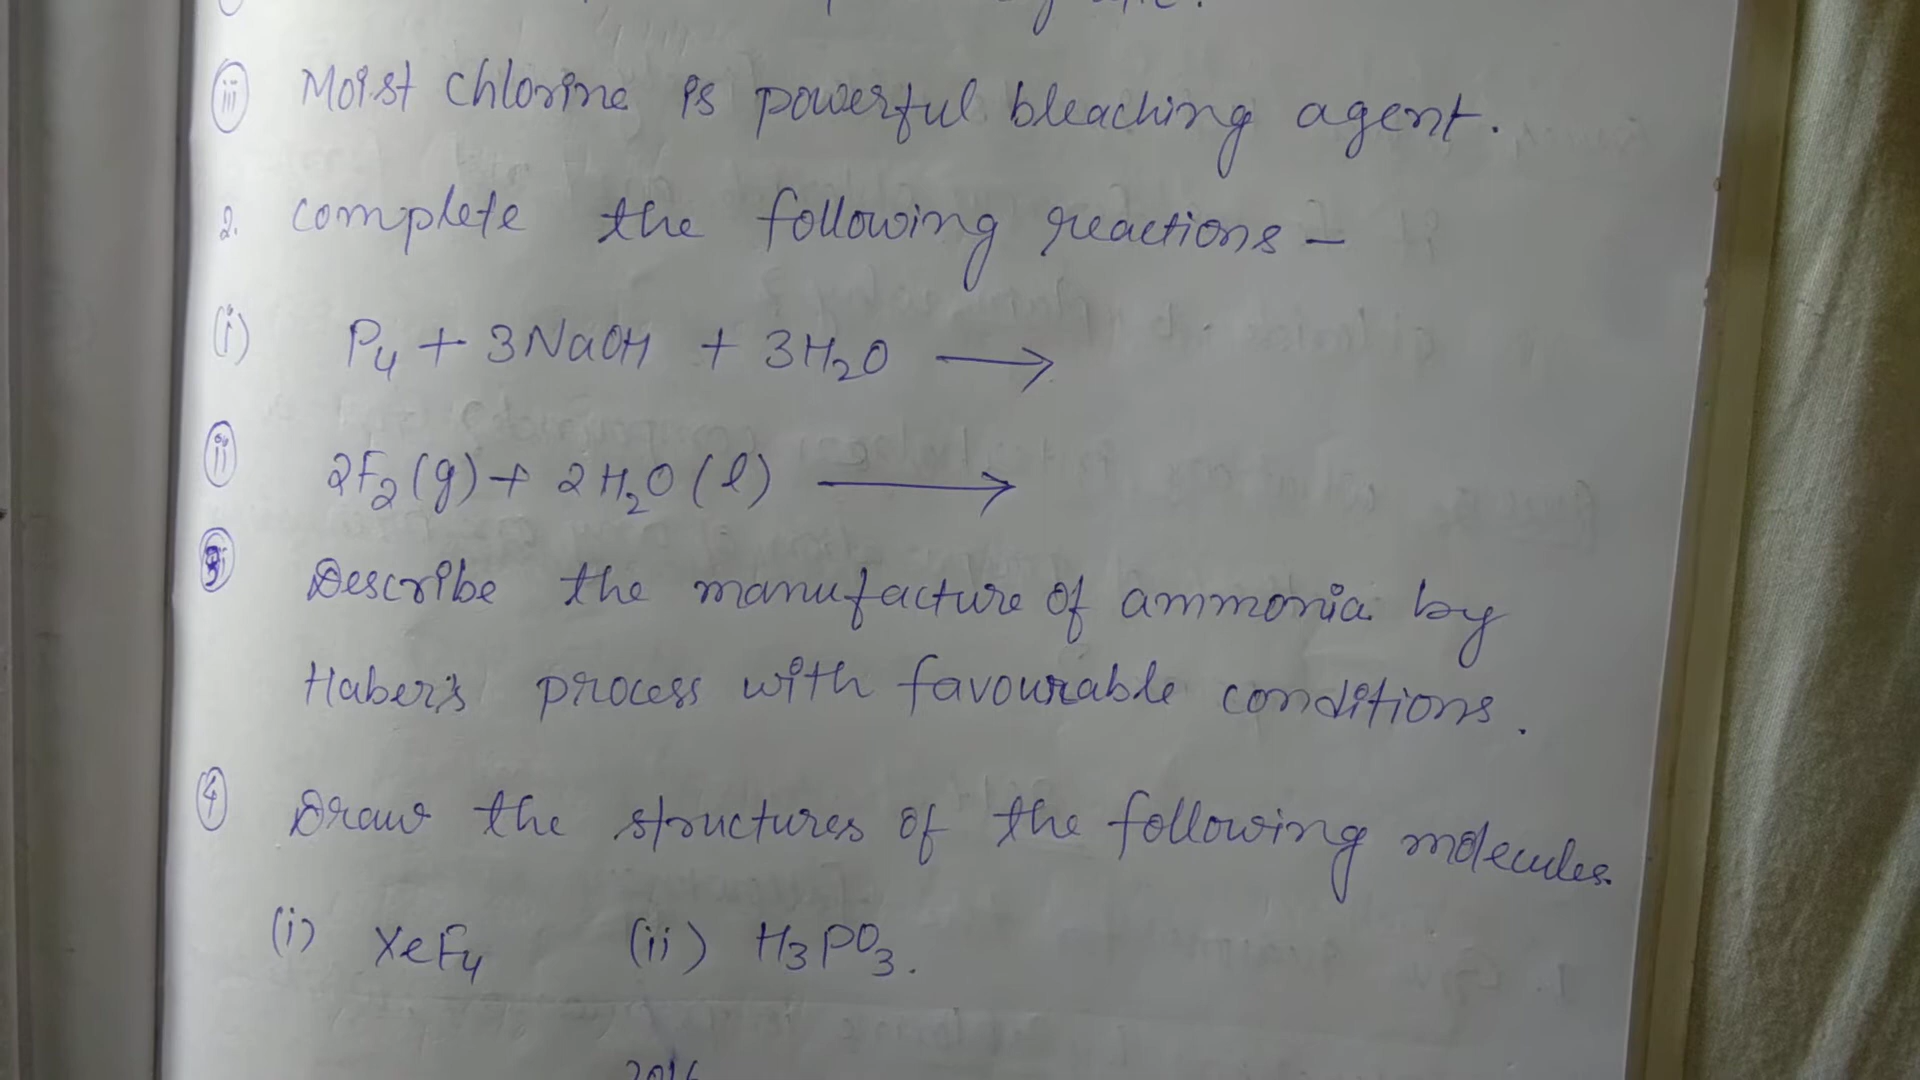 (iii) Moist chlorine is powerful bleaching agent.
2. complete the following reactions –
(i) P₄ + 3NaOH + 3H₂O ⟶
(ii) 2F₂(g) + 2H₂O(l) ⟶
(3) Describe the manufacture of ammonia by
Haber's process with favourable conditions.
(4) Draw the structures of the following molecules.
(i) XeF₄ (ii) H₃PO₃.
2016